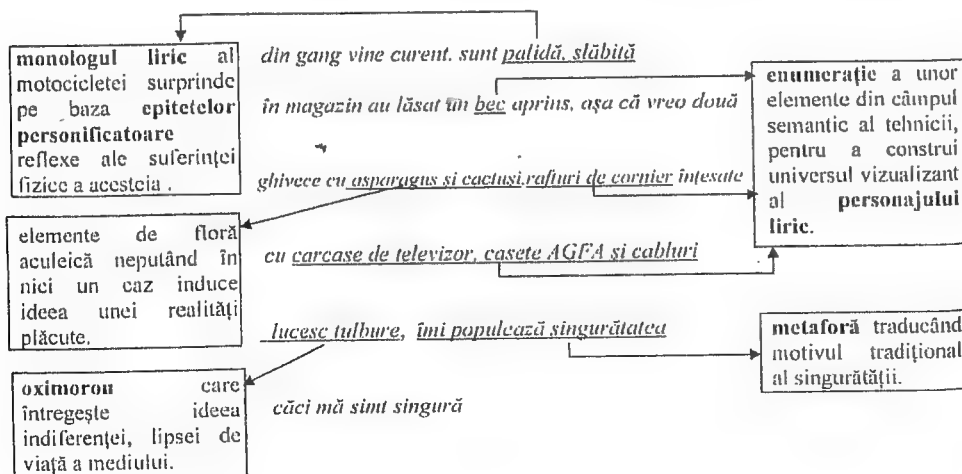 monologul liric al
motocicletei surprinde
pe baza epitetelor
personificatoare
reflexe ale suferinței
fizice a acesteia .
elemente de floră
aculeică neputând în
nici un caz induce
ideea unei realități
plăcute.
oximoron care
întregește ideea
indiferenței, lipsei de
viață a mediului.
din gang vine curent. sunt palidă, slăbită
în magazin au lăsat un bec aprins, așa că vreo două
ghivece cu asparagus și cactuși, rafturi de cornier înțesate
cu carcase de televizor, casete AGFA și cabluri
lucesc tulbure, îmi populează singurătatea
căci mă simt singură
enumerație a unor
elemente din câmpul
semantic al tehnicii,
pentru a construi
universul vizualizant
al personajului
liric.
metaforă traducând
motivul tradițional
al singurătății.